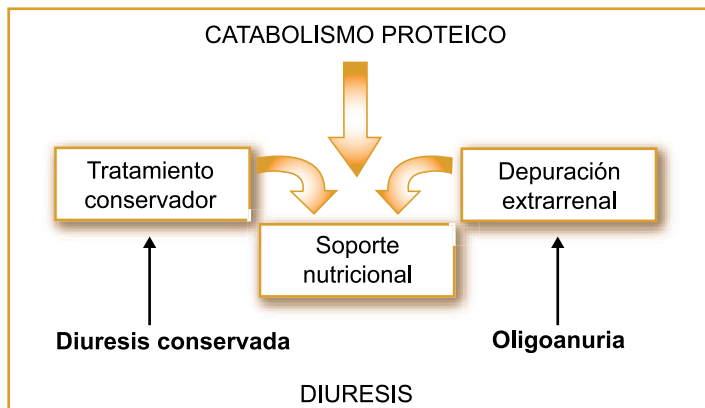 CATABOLISMO PROTEICO
Tratamiento
conservador
Depuración
extrarrenal
Soporte
nutricional
Diuresis conservada
Oligoanuria
DIURESIS